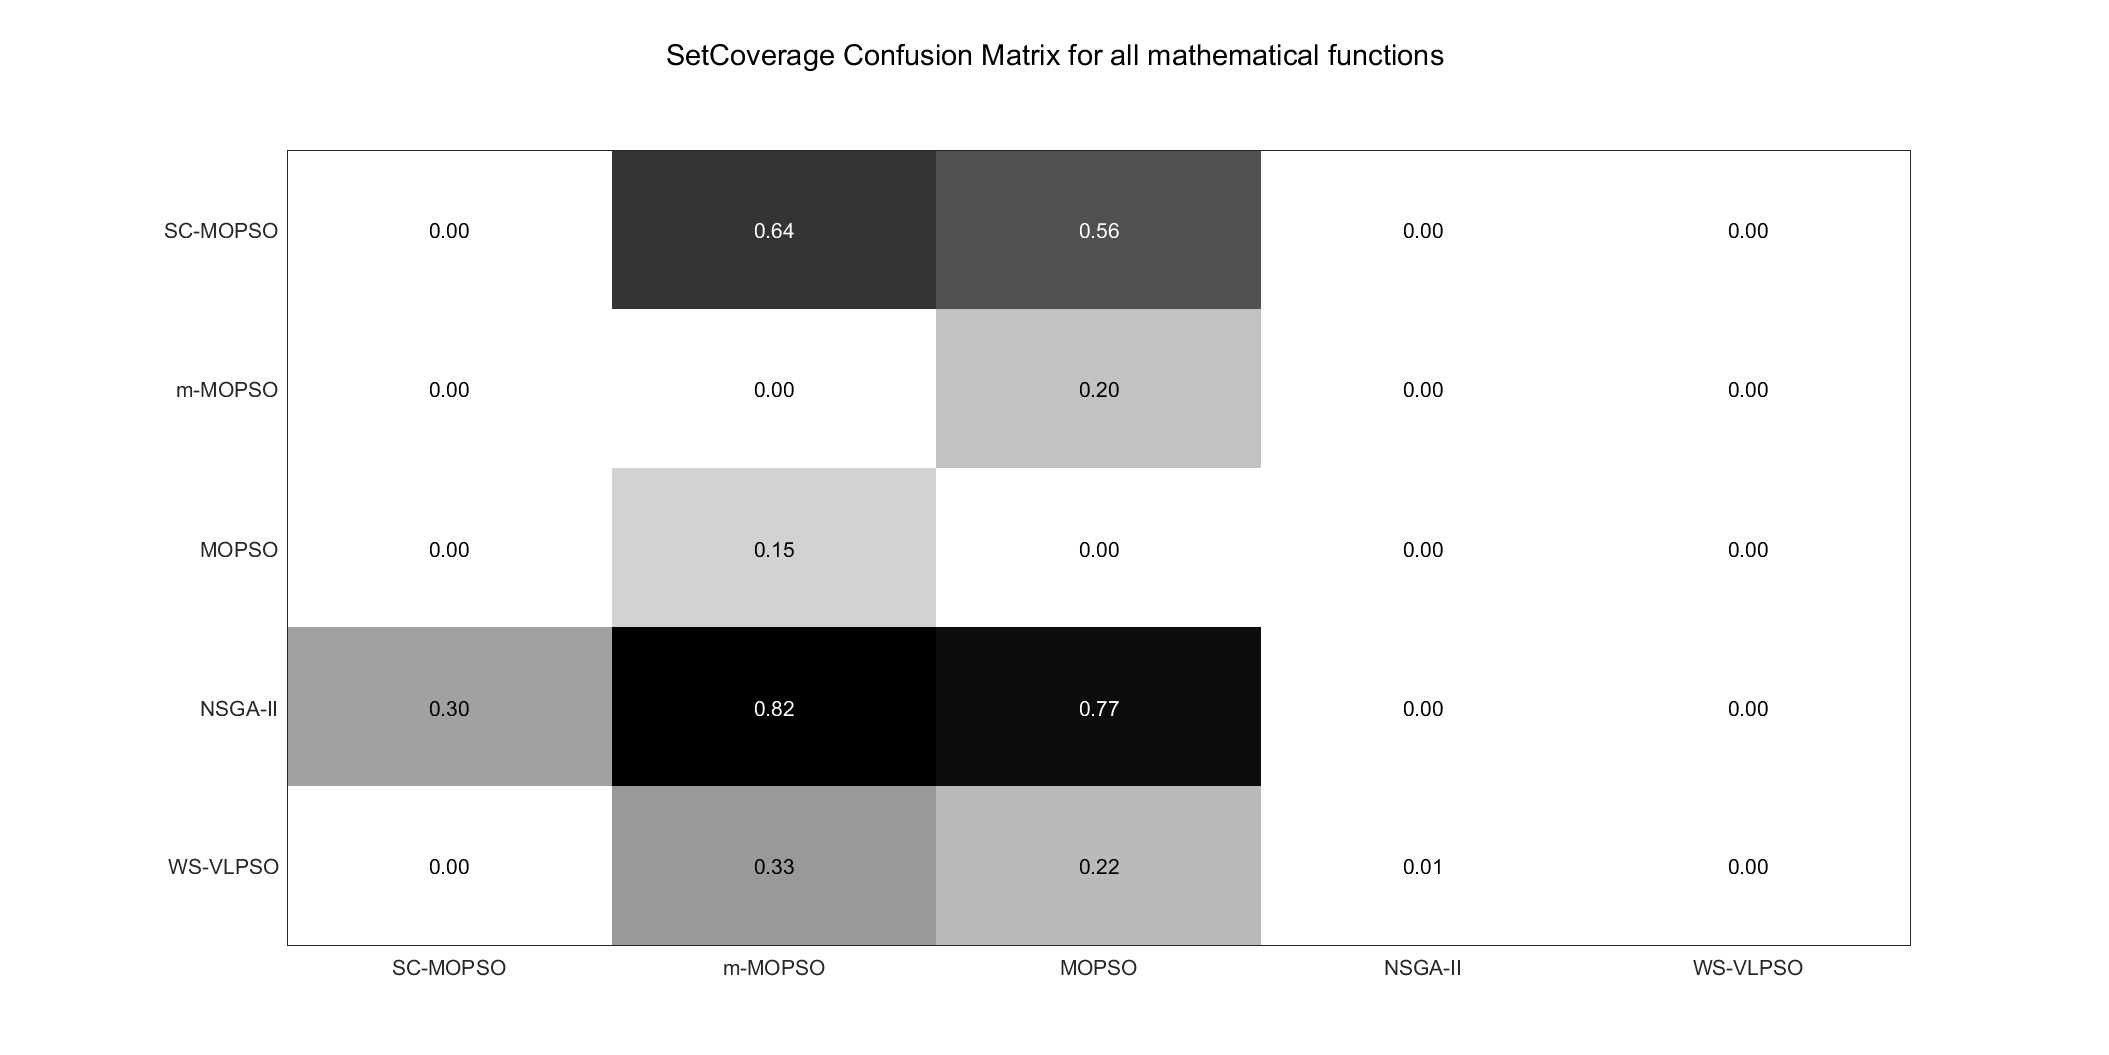 SetCoverage Confusion Matrix for all mathematical functions
SC-MOPSO 0.00 0.64 0.56 0.00 0.00
m-MOPSO 0.00 0.00 0.20 0.00 0.00
MOPSO 0.00 0.15 0.00 0.00 0.00
NSGA-II 0.30 0.82 0.77 0.00 0.00
WS-VLPSO 0.00 0.33 0.22 0.01 0.00
SC-MOPSO m-MOPSO MOPSO NSGA-II WS-VLPSO